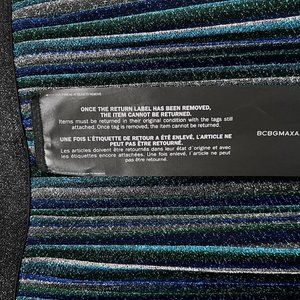 ONCE THE RETURN LABEL HAS BEEN REMOVED,
THE ITEM CANNOT BE RETURNED.
Items must be returned in their original condition with the tags still
attached. Once tag is removed, the item cannot be returned.
UNE FOIS L'ÉTIQUETTE DE RETOUR A ÉTÉ ENLEVÉ, L'ARTICLE NE
PEUT PAS ÊTRE RETOURNÉ.
Les articles doivent être retournés dans leur état d'origine et avec
les étiquettes encore attachées. Une fois enlevé, l'article ne peut
pas être retourné.
BCBGMAXA